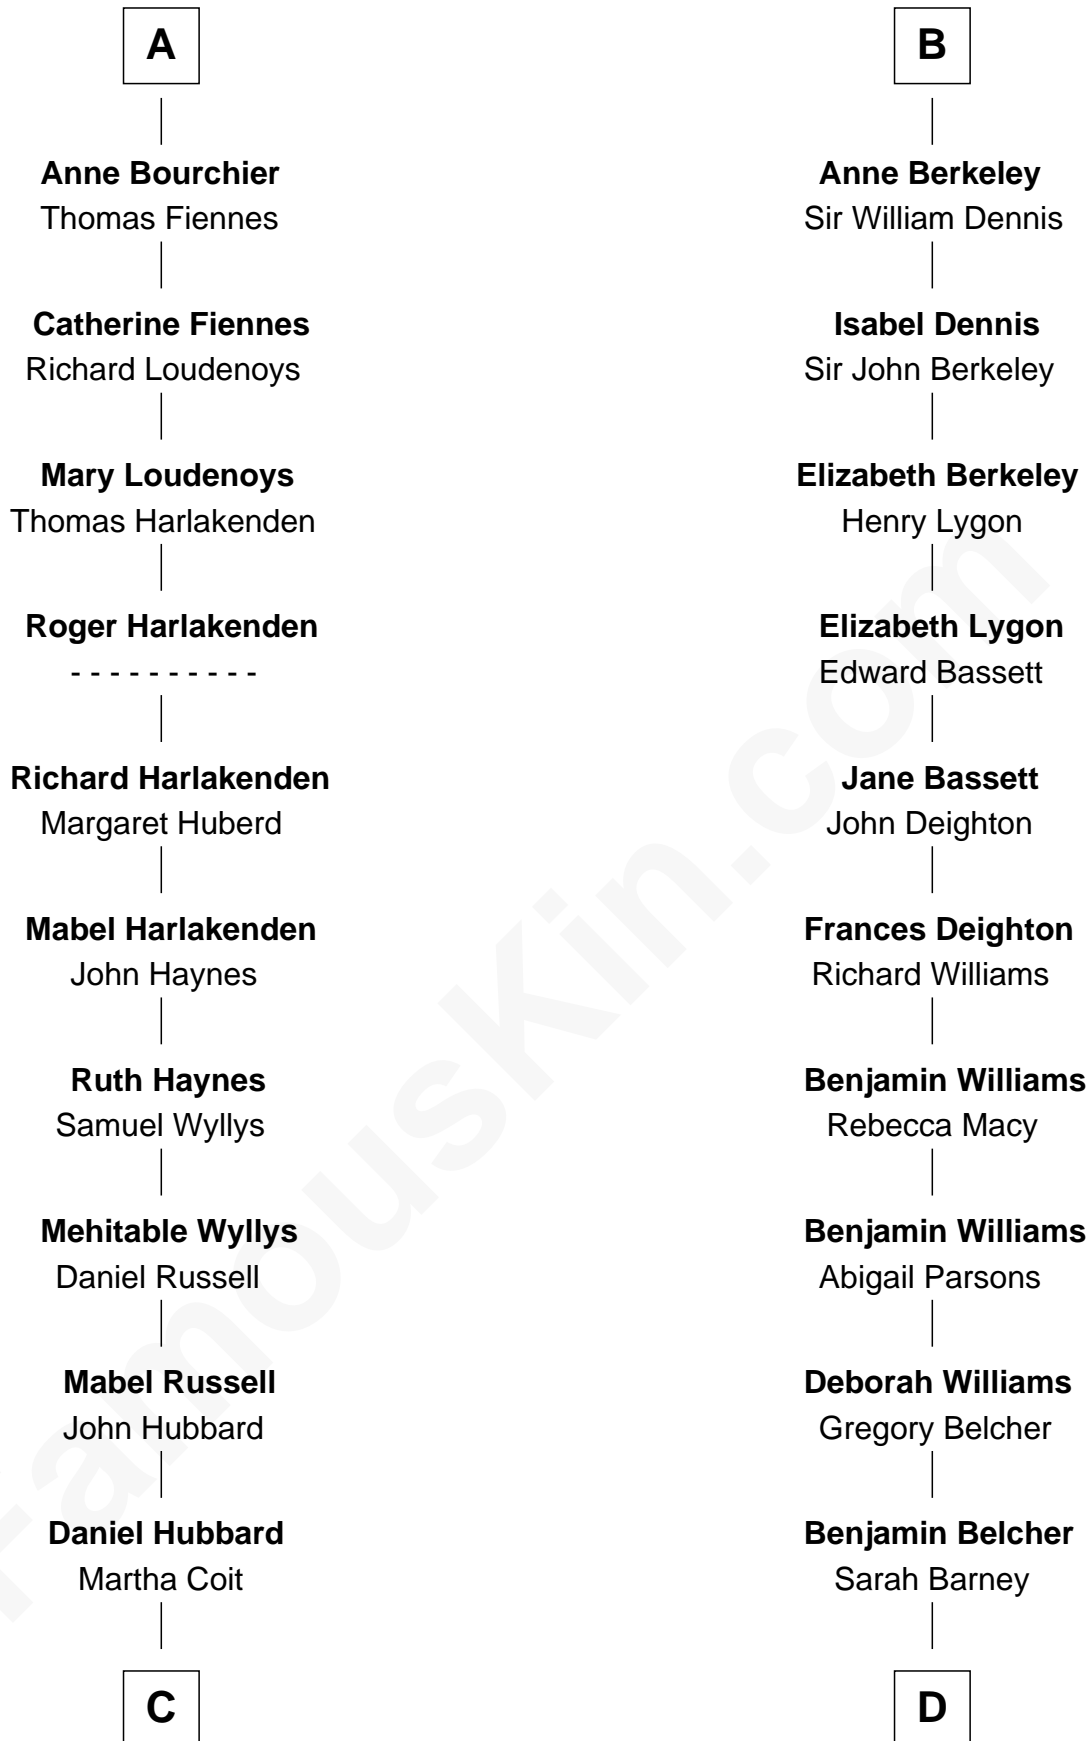 A
Anne Bourchier
Thomas Fiennes
Catherine Fiennes
Richard Loudenoys
Mary Loudenoys
Thomas Harlakenden
Roger Harlakenden
- - - - - - - - - -
Richard Harlakenden
Margaret Huberd
Mabel Harlakenden
John Haynes
Ruth Haynes
Samuel Wyllys
Mehitable Wyllys
Daniel Russell
Mabel Russell
John Hubbard
Daniel Hubbard
Martha Coit
C
B
Anne Berkeley
Sir William Dennis
Isabel Dennis
Sir John Berkeley
Elizabeth Berkeley
Henry Lygon
Elizabeth Lygon
Edward Bassett
Jane Bassett
John Deighton
Frances Deighton
Richard Williams
Benjamin Williams
Rebecca Macy
Benjamin Williams
Abigail Parsons
Deborah Williams
Gregory Belcher
Benjamin Belcher
Sarah Barney
D
FamousKin.com